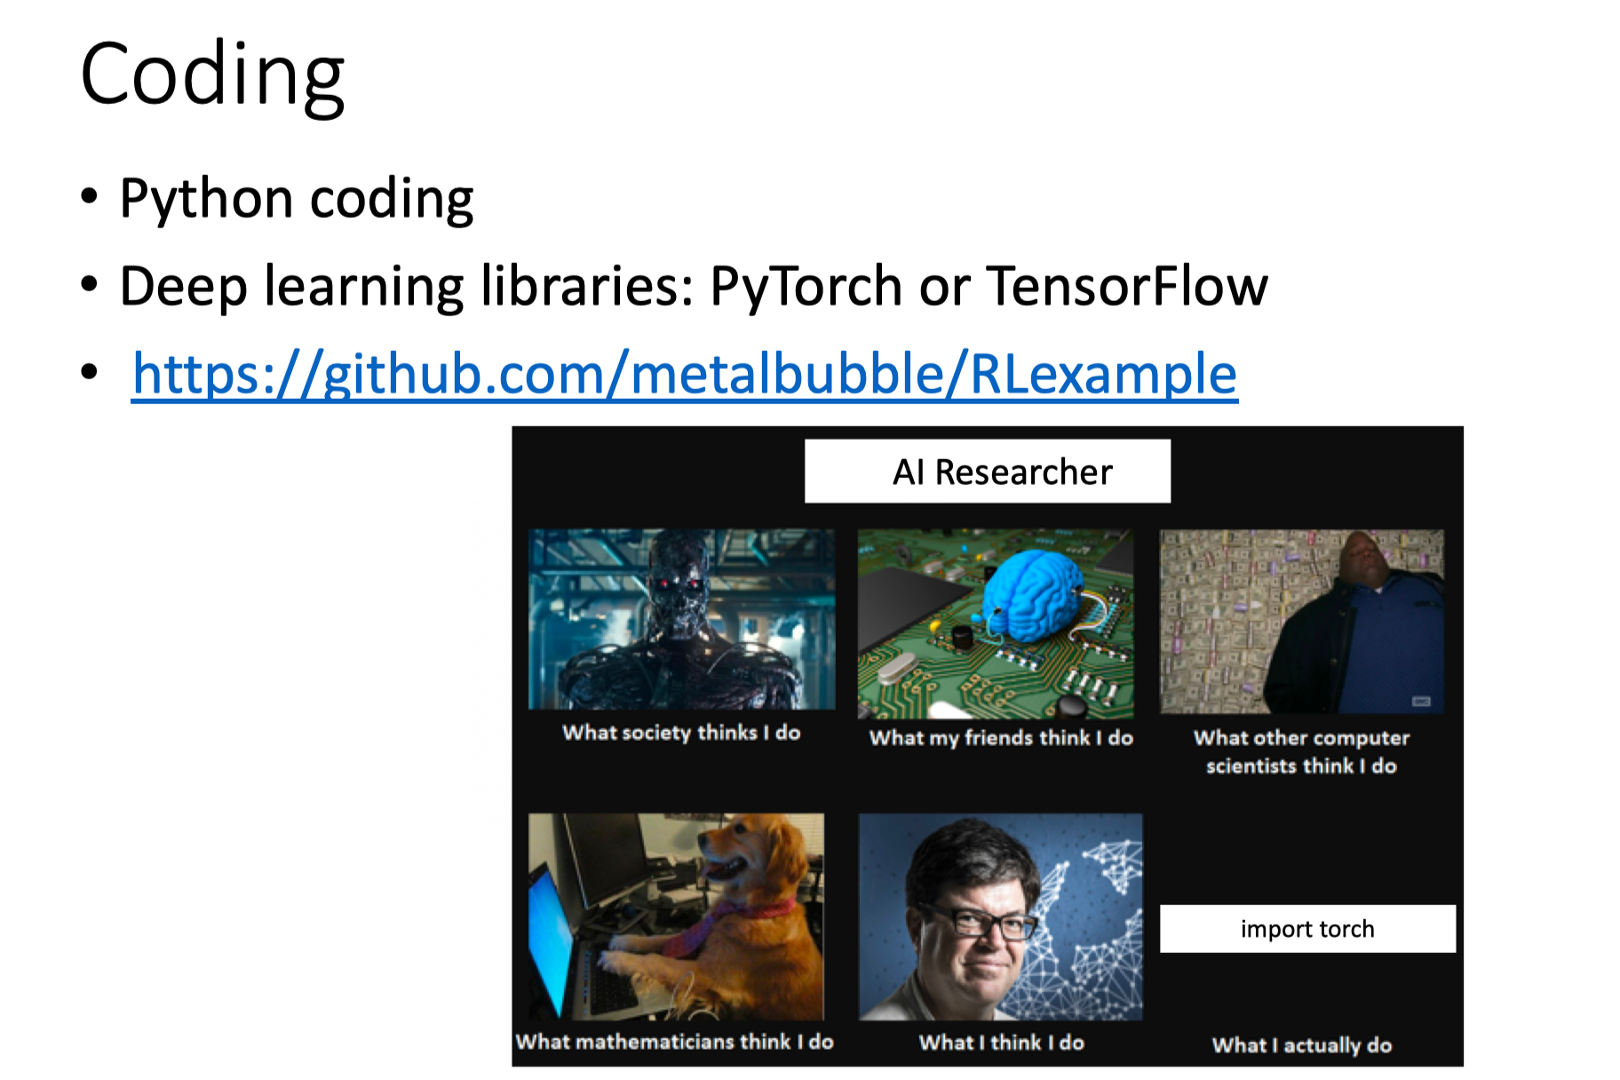 Coding
• Python coding
• Deep learning libraries: PyTorch or TensorFlow
• https://github.com/metalbubble/RLexample
AI Researcher
What society thinks I do
What my friends think I do
What other computer
scientists think I do
What mathematicians think I do
What I think I do
import torch
What I actually do